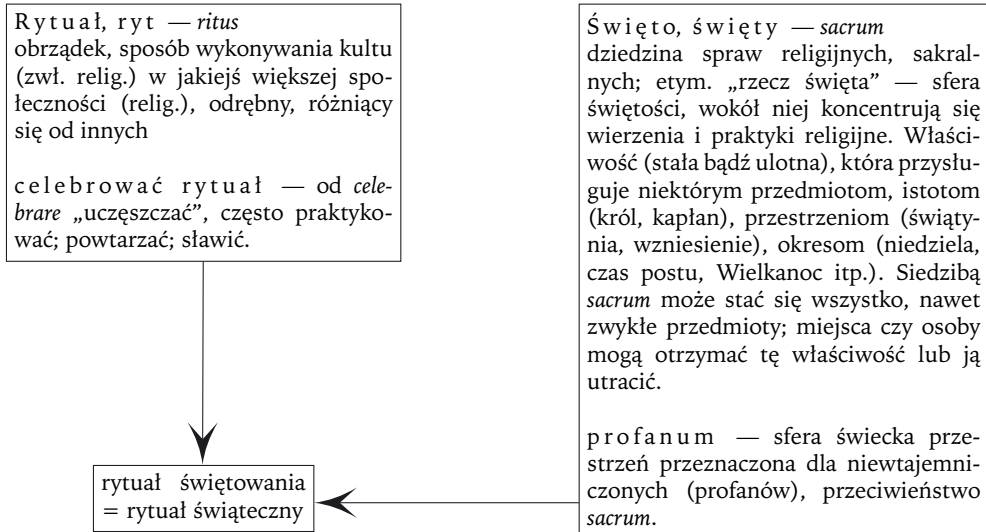 Rytuał, ryt — ritus
obrządek, sposób wykonywania kultu
(zwł. relig.) w jakiejś większej spo-
łeczności (relig.), odrębny, różniący
się od innych
celebrować rytuał — od cele-
brare „uczęszczać”, często praktyko-
wać; powtarzać; sławić.
Święto, święty — sacrum
dziedzina spraw religijnych, sakral-
nych; etym. „rzecz święta” — sfera
świętości, wokół niej koncentrują się
wierzenia i praktyki religijne. Właści-
wość (stała bądź ulotna), która przysłu-
guje niektórym przedmiotom, istotom
(król, kapłan), przestrzeniom (święty-
nia, wzniesienie), okresom (niedziela,
czas postu, Wielkanoc itp.). Siedzibą
sacrum może stać się wszystko, nawet
zwykłe przedmioty; miejsca czy osoby
mogą otrzymać tę właściwość lub ją
utracić.
profanum — sfera świecka prze-
strzeń przeznaczona dla niewtajemni-
czonych (profanów), przeciwieństwo
sacrum.
rytuał świętowania
= rytuał świąteczny